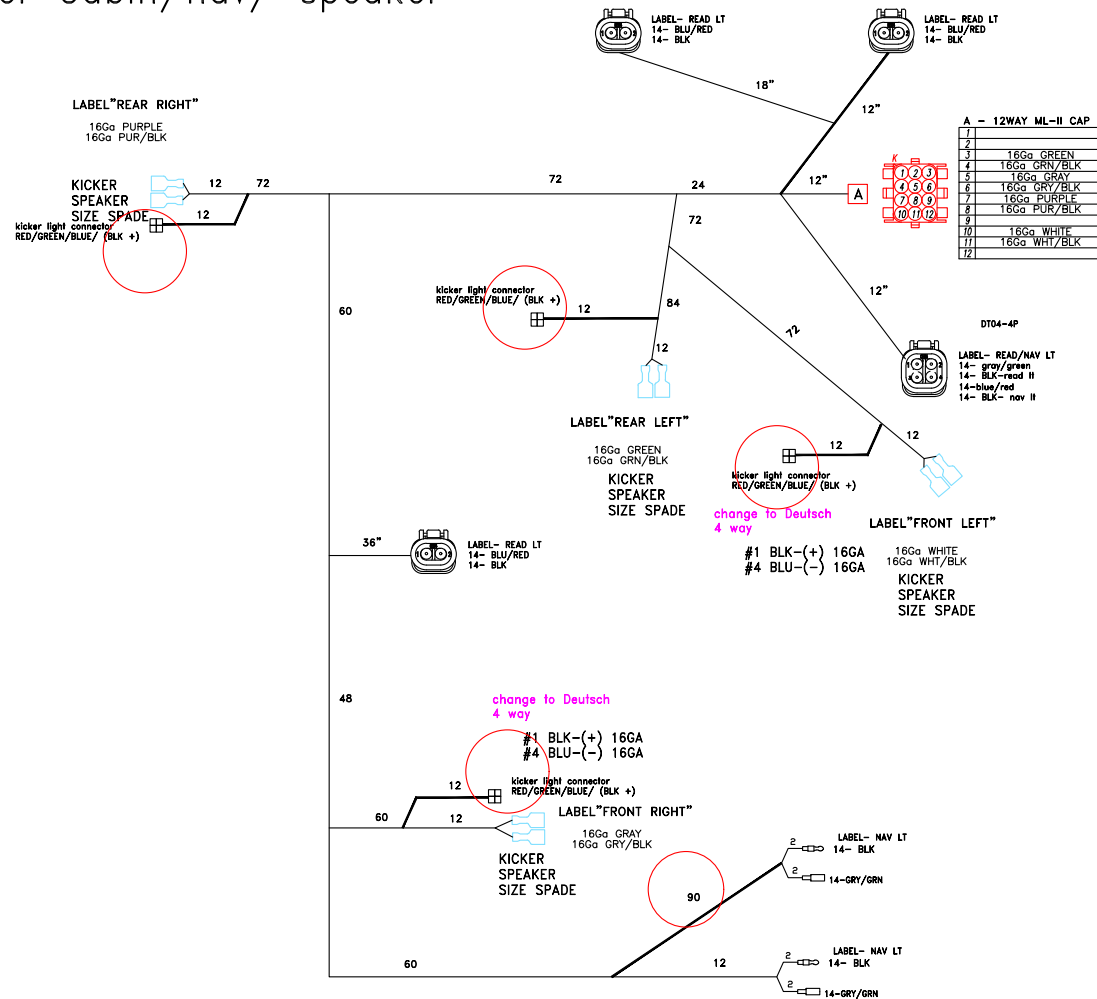 cabin/nav/ speaker
LABEL- READ LT
14- BLU/RED
14- BLK
LABEL- READ LT
14- BLU/RED
14- BLK
18"
12"
LABEL"REAR RIGHT"
16Ga PURPLE
16Ga PUR/BLK
KICKER
SPEAKER
SIZE SPADE
12
72
12
kicker light connector
RED/GREEN/BLUE/ (BLK +)
72
24
12"
A
K
1 2 3
4 5 6
7 8 9
10 11 12
A - 12WAY ML-II CAP
1
2
3 16Ga GREEN
4 16Ga GRN/BLK
5 16Ga GRAY
6 16Ga GRY/BLK
7 16Ga PURPLE
8 16Ga PUR/BLK
9
10 16Ga WHITE
11 16Ga WHT/BLK
12
72
60
kicker light connector
RED/GREEN/BLUE/ (BLK +)
12
84
12
72
12"
DT04-4P
LABEL- READ/NAV LT
14- gray/green
14- BLK-read lt
14-blue/red
14- BLK- nav lt
LABEL"REAR LEFT"
16Ga GREEN
16Ga GRN/BLK
KICKER
SPEAKER
SIZE SPADE
12
12
kicker light connector
RED/GREEN/BLUE/ (BLK +)
change to Deutsch
4 way
#1 BLK-(+) 16GA
#4 BLU-(-) 16GA
LABEL"FRONT LEFT"
16Ga WHITE
16Ga WHT/BLK
KICKER
SPEAKER
SIZE SPADE
36"
LABEL- READ LT
14- BLU/RED
14- BLK
48
change to Deutsch
4 way
#1 BLK-(+) 16GA
#4 BLU-(-) 16GA
12
kicker light connector
RED/GREEN/BLUE/ (BLK +)
60
12
LABEL"FRONT RIGHT"
16Ga GRAY
16Ga GRY/BLK
KICKER
SPEAKER
SIZE SPADE
90
2
LABEL- NAV LT
14- BLK
2
14-GRY/GRN
60
12
2
LABEL- NAV LT
14- BLK
2
14-GRY/GRN